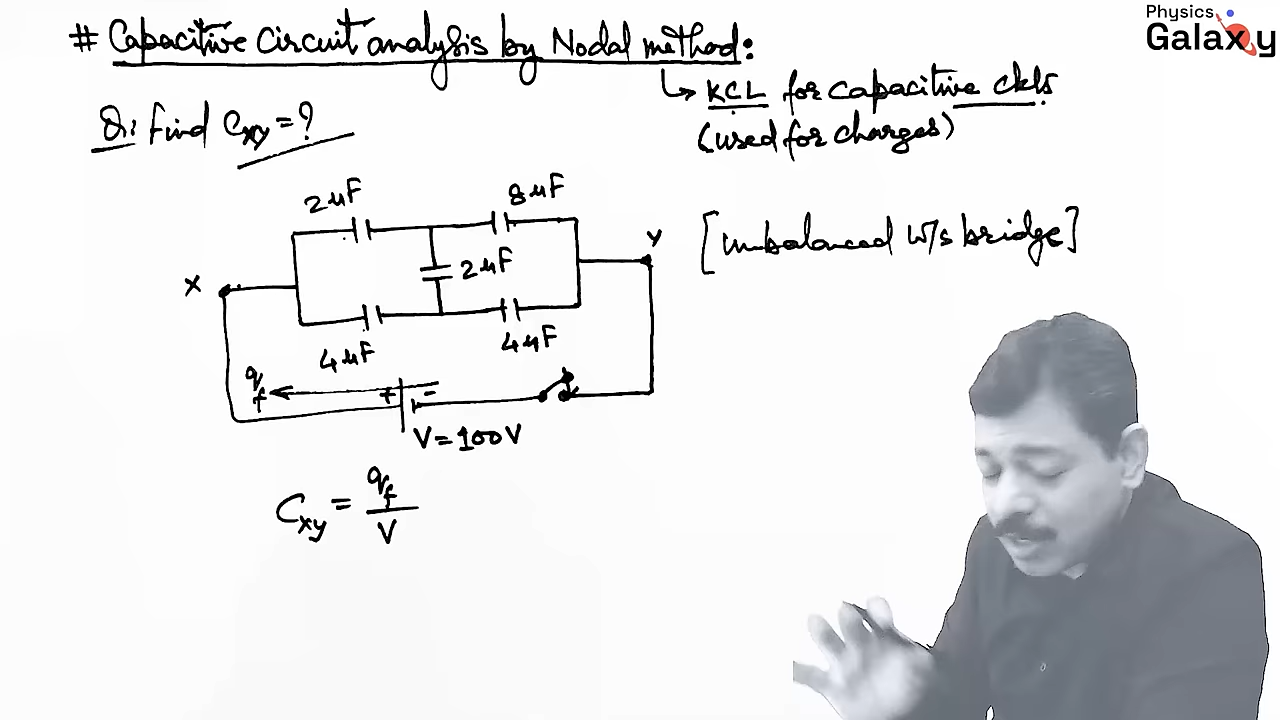 Physics
Galaxy
# Capacitive Circuit analysis by Nodal method:
↳ KCL for capacitive ckts
(used for charges)
Q: find Cxy = ?
2μF
8μF
X
2μF
Y
[unbalanced W/s bridge]
4μF
4μF
qf
+ -
V = 100V
Cxy = qf/V